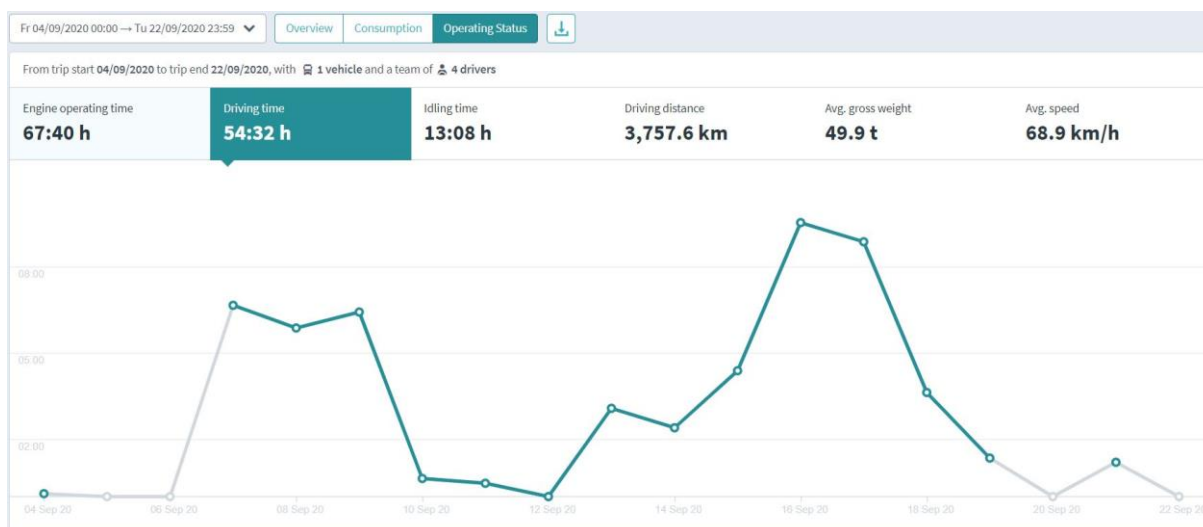 Fr 04/09/2020 00:00 → Tu 22/09/2020 23:59 Overview Consumption Operating Status
From trip start 04/09/2020 to trip end 22/09/2020, with 1 vehicle and a team of 4 drivers
Engine operating time Driving time Idling time Driving distance Avg. gross weight Avg. speed
67:40 h 54:32 h 13:08 h 3,757.6 km 49.9 t 68.9 km/h
08:00
05:00
02:00
04 Sep 20 06 Sep 20 08 Sep 20 10 Sep 20 12 Sep 20 14 Sep 20 16 Sep 20 18 Sep 20 20 Sep 20 22 Sep 2